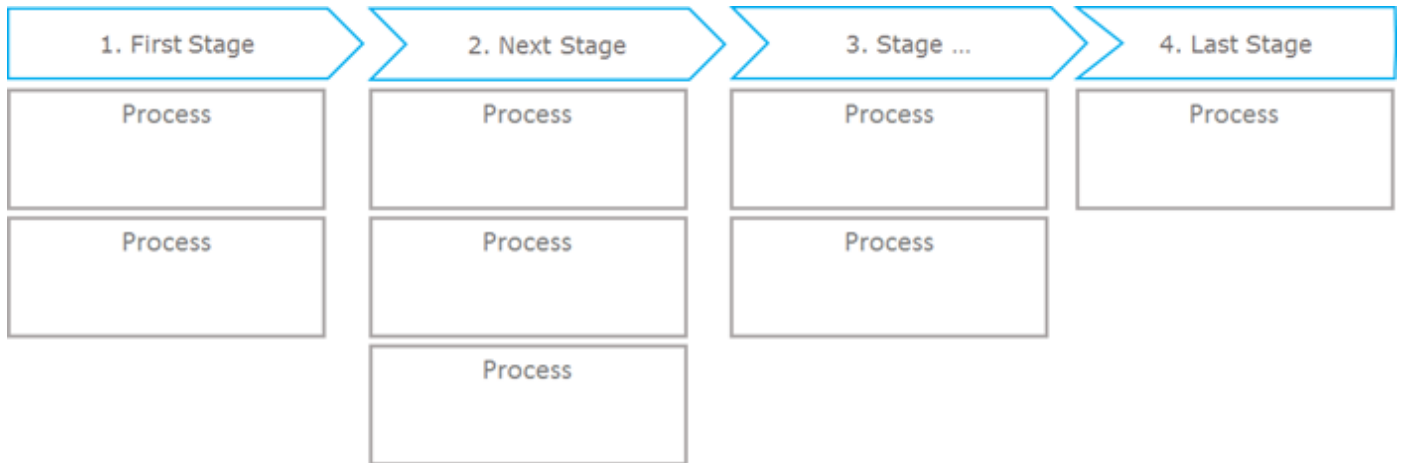 1. First Stage
2. Next Stage
3. Stage ...
4. Last Stage
Process
Process
Process
Process
Process
Process
Process
Process